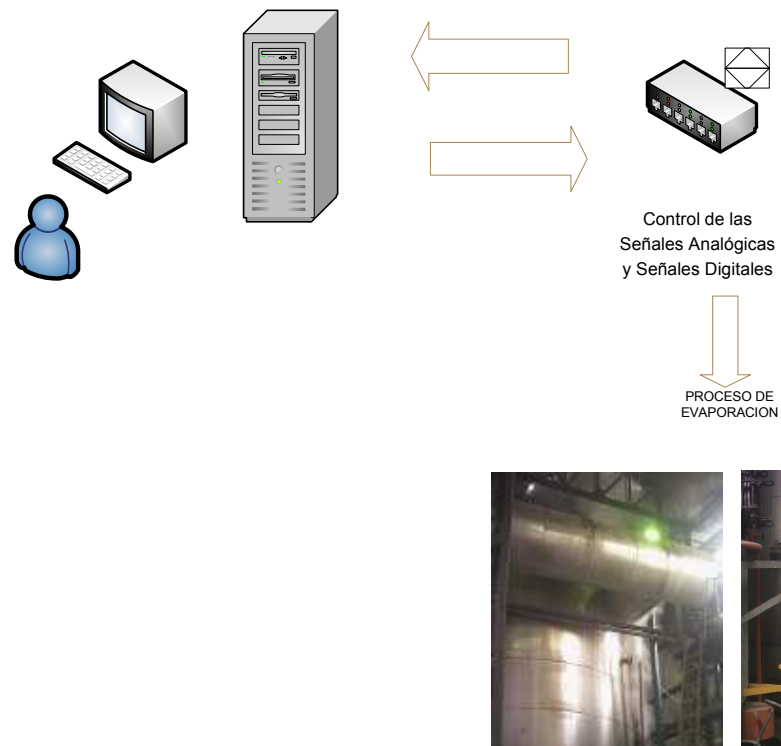 Control de las
Señales Analógicas
y Señales Digitales
PROCESO DE
EVAPORACION